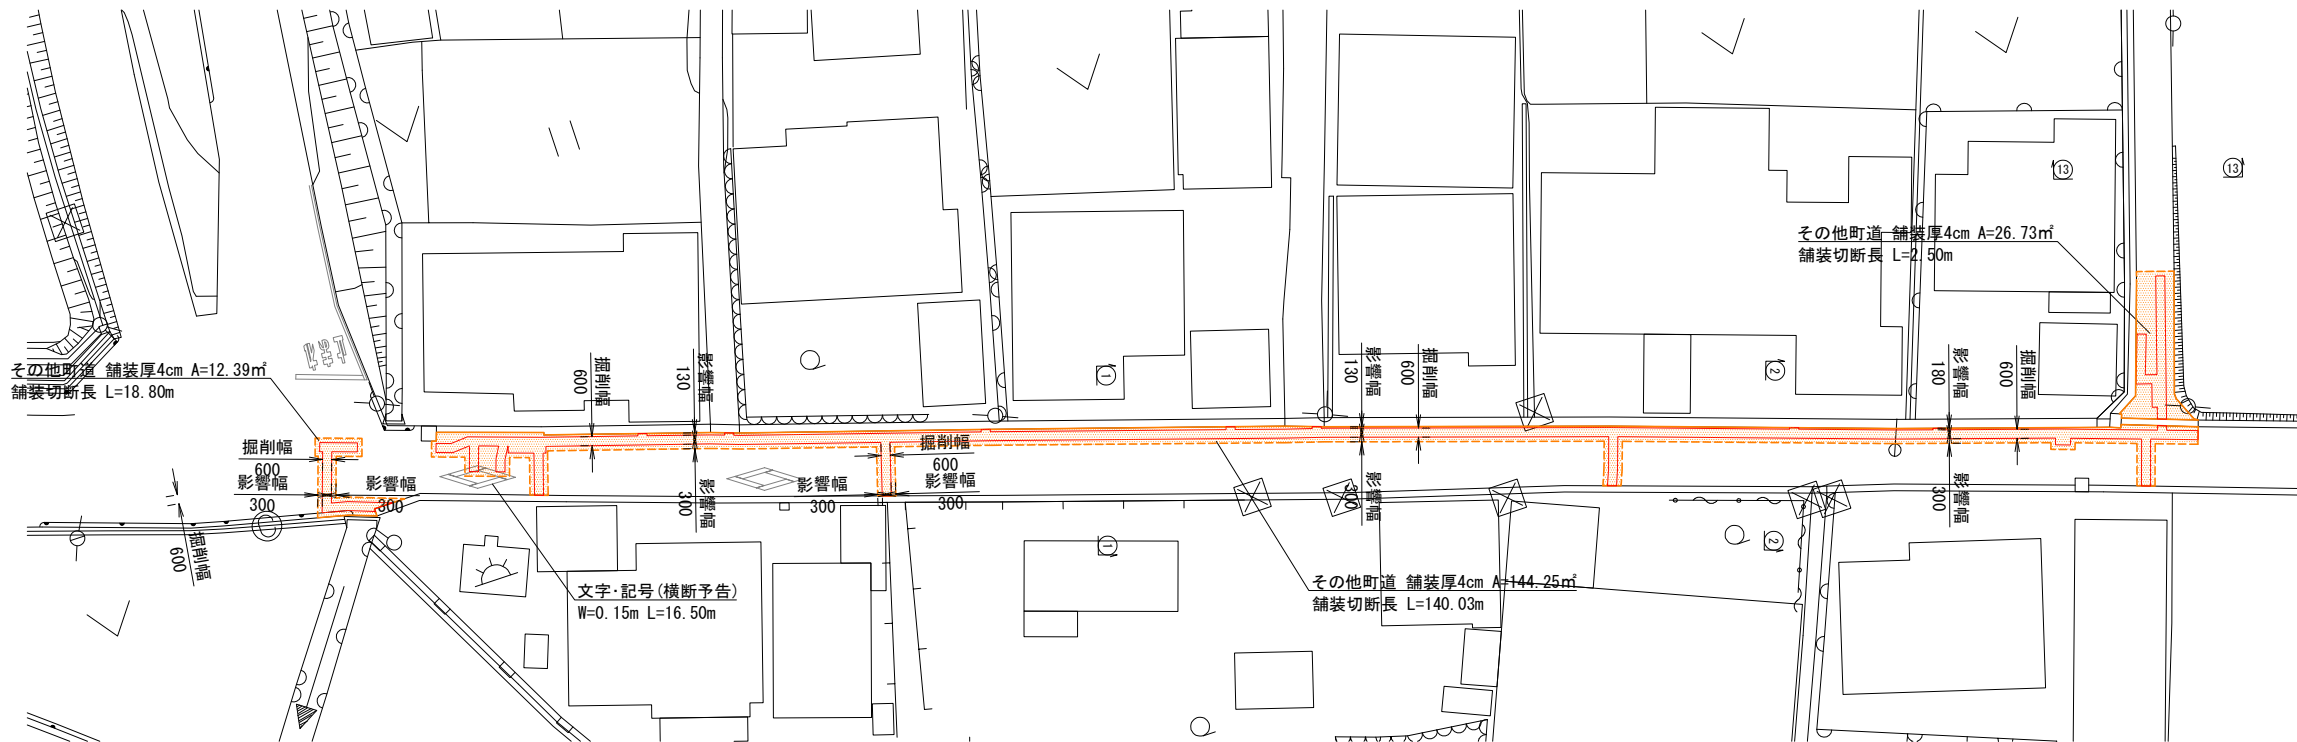 その他町道 舗装厚4cm A=26.73㎡
舗装切断長 L=2.50m
その他町道 舗装厚4cm A=12.39㎡
舗装切断長 L=18.80m
その他町道 舗装厚4cm A=144.25㎡
舗装切断長 L=140.03m
文字･記号(横断予告)
W=0.15m L=16.50m
掘削幅
600
影響幅
130
影響幅
130
掘削幅
600
影響幅
180
掘削幅
600
掘削幅
600
影響幅
300
影響幅
300
掘削幅
600
影響幅
300
影響幅
300
影響幅
300
影響幅
300
影響幅
300
掘削幅
600
13
13
1
2
1
2